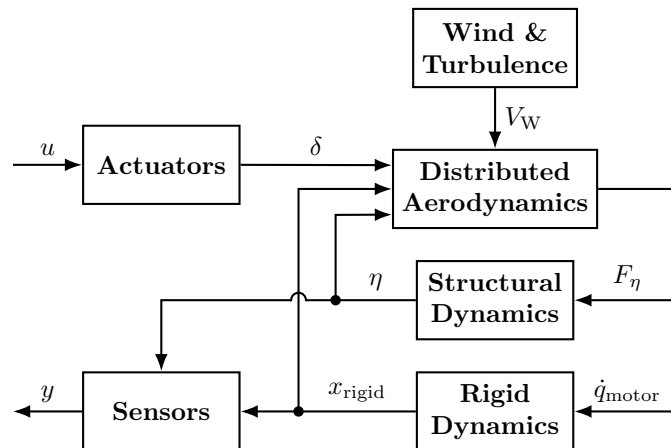 Wind &
Turbulence
V_W
u
Actuators
δ
Distributed
Aerodynamics
η
Structural
Dynamics
F_η
y
Sensors
x_rigid
Rigid
Dynamics
q̇_motor